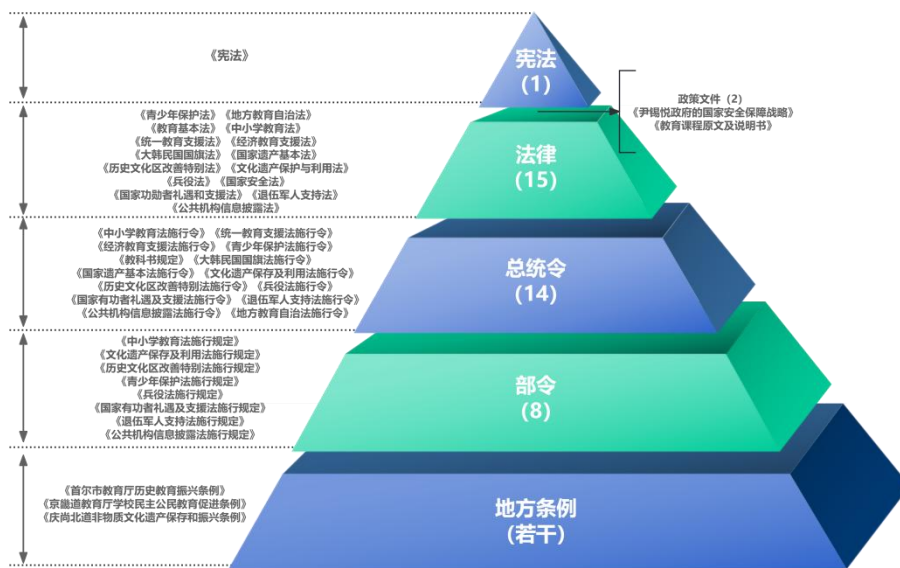 《宪法》
宪法
(1)
政策文件（2）
《尹锡悦政府的国家安全保障战略》
《教育课程原文及说明书》
《青少年保护法》《地方教育自治法》
《教育基本法》《中小学教育法》
《统一教育支援法》《经济教育支援法》
《大韩民国国旗法》《国家遗产基本法》
《历史文化区改善特别法》《文化遗产保护与利用法》
《兵役法》《国家安全法》
《国家功勋者礼遇和支援法》《退伍军人支持法》
《公共机构信息披露法》
法律
(15)
《中小学教育法施行令》《统一教育支援法施行令》
《经济教育支援法施行令》《青少年保护法施行令》
《教科书规定》《大韩民国国旗法施行令》
《国家遗产基本法施行令》《文化遗产保存及利用法施行令》
《历史文化区改善特别法施行令》《兵役法施行令》
《国家有功者礼遇及支援法施行令》《退伍军人支持法施行令》
《公共机构信息披露法施行令》《地方教育自治法施行令》
总统令
(14)
《中小学教育法施行规定》
《文化遗产保存及利用法施行规定》
《历史文化区改善特别法施行规定》
《青少年保护法施行规定》
《兵役法施行规定》
《国家有功者礼遇及支援法施行规定》
《退伍军人支持法施行规定》
《公共机构信息披露法施行规定》
部令
(8)
《首尔市教育厅历史教育振兴条例》
《京畿道教育厅学校民主公民教育促进条例》
《庆尚北道非物质文化遗产保存和振兴条例》
地方条例
(若干)